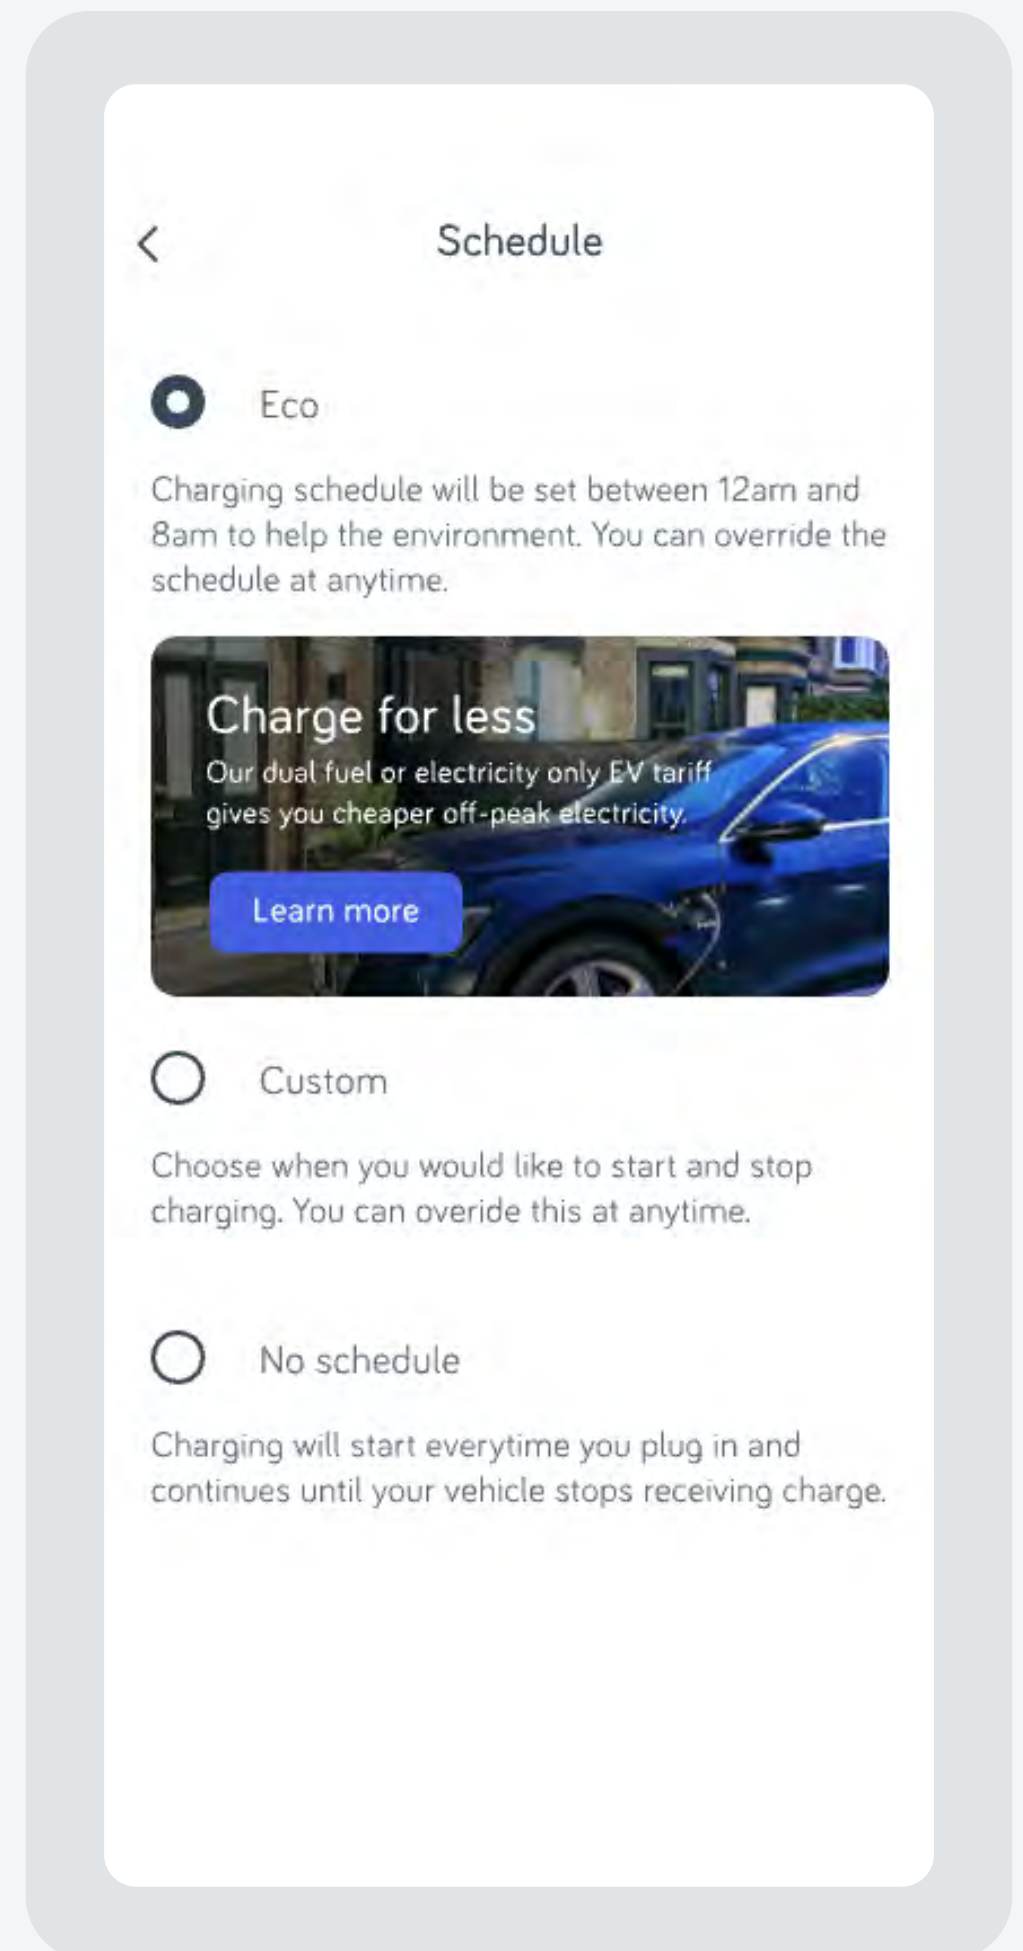 Schedule
Eco
Charging schedule will be set between 12am and
8am to help the environment. You can override the
schedule at anytime.
Charge for less
Our dual fuel or electricity only EV tariff
gives you cheaper off-peak electricity.
Learn more
Custom
Choose when you would like to start and stop
charging. You can overide this at anytime.
No schedule
Charging will start everytime you plug in and
continues until your vehicle stops receiving charge.